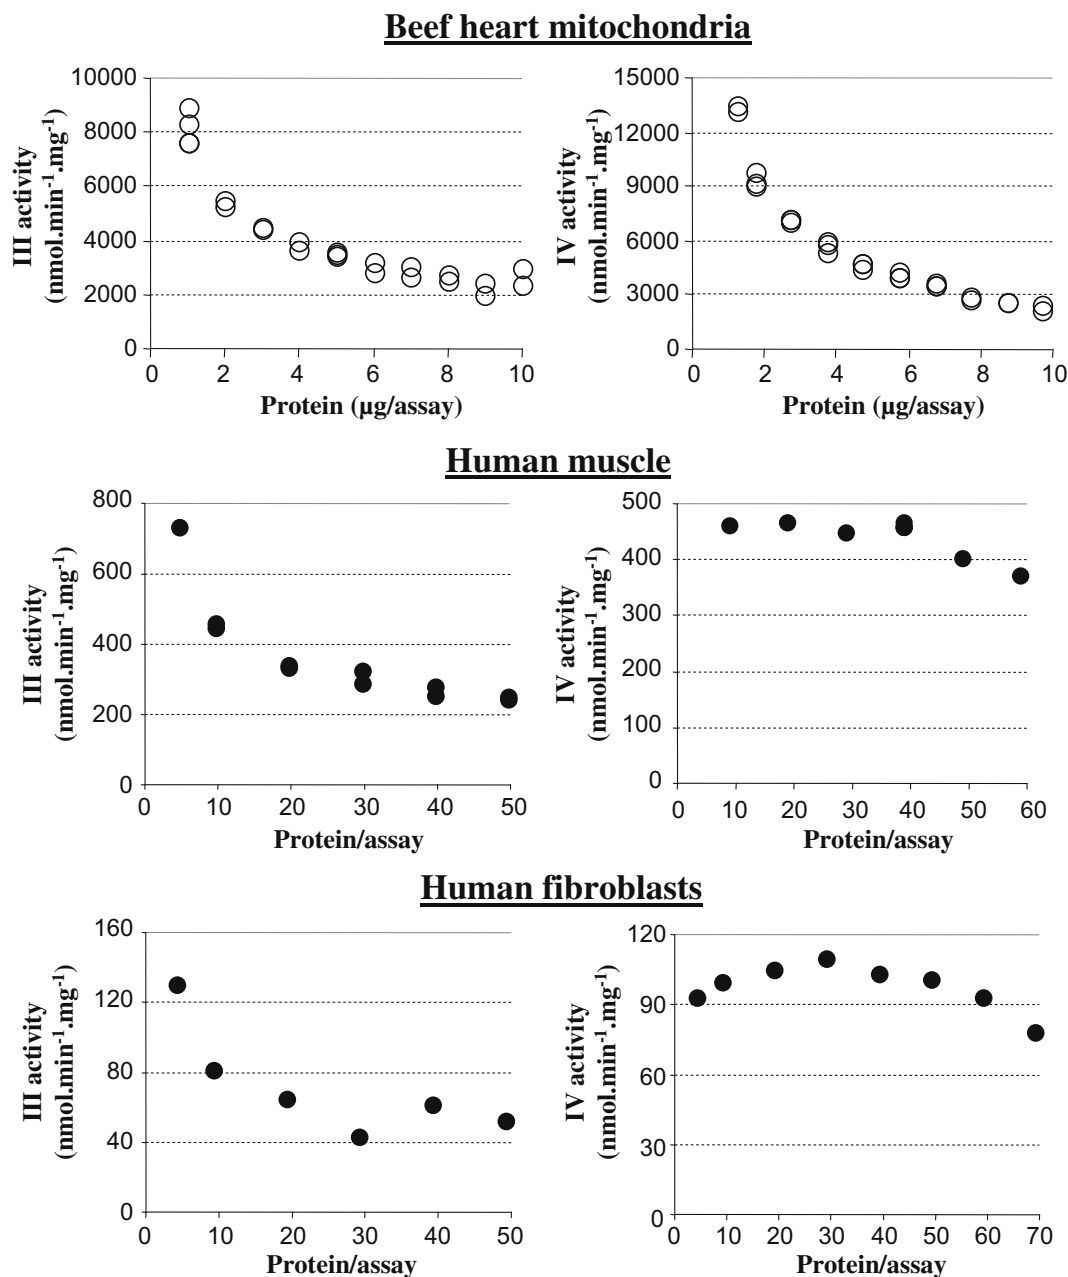 Beef heart mitochondria
III activity
(nmol.min-1.mg-1)
10000
8000
6000
4000
2000
0
0 2 4 6 8 10
Protein (µg/assay)
IV activity
(nmol.min-1.mg-1)
15000
12000
9000
6000
3000
0
0 2 4 6 8 10
Protein (µg/assay)
Human muscle
III activity
(nmol.min-1.mg-1)
800
600
400
200
0
0 10 20 30 40 50
Protein/assay
IV activity
(nmol.min-1.mg-1)
500
400
300
200
100
0
0 10 20 30 40 50 60
Protein/assay
Human fibroblasts
III activity
(nmol.min-1.mg-1)
160
120
80
40
0
0 10 20 30 40 50
Protein/assay
IV activity
(nmol.min-1.mg-1)
120
90
60
30
0
0 10 20 30 40 50 60 70
Protein/assay